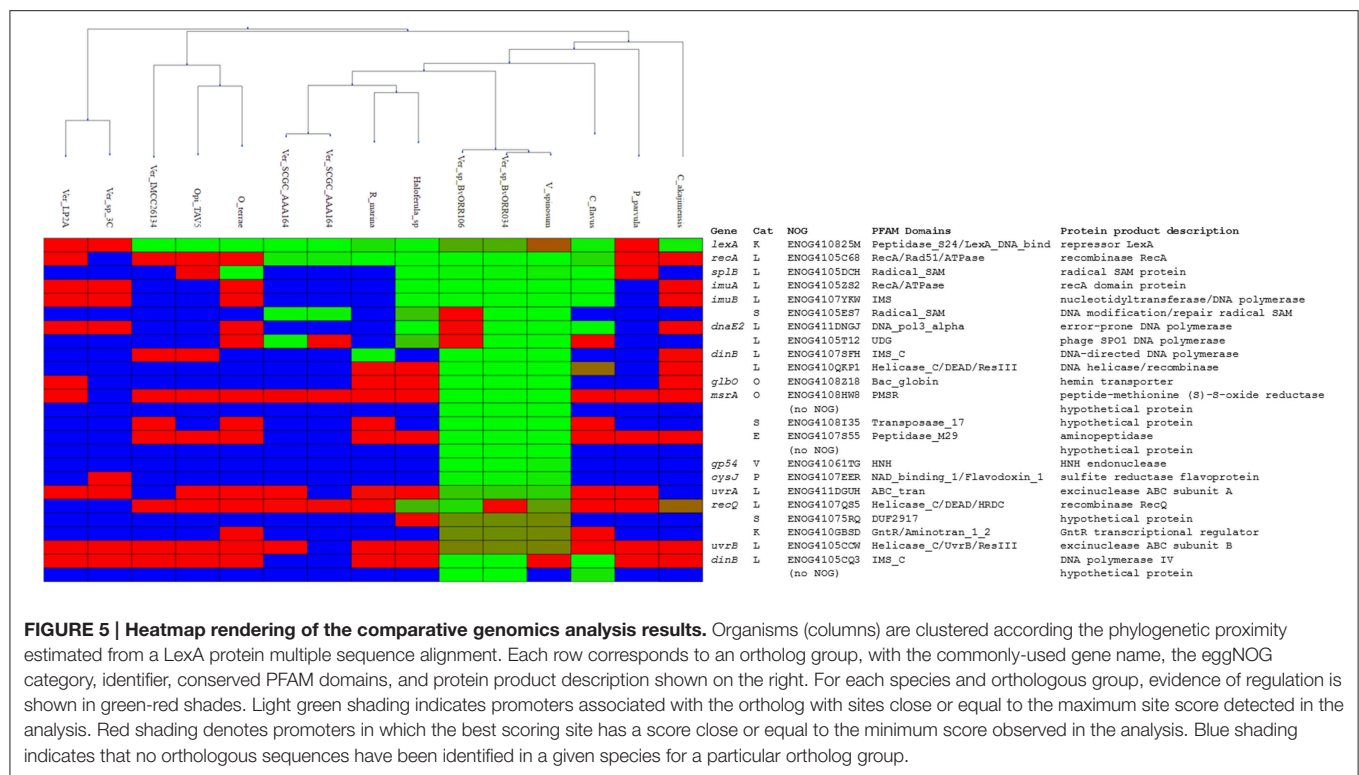 Ver_LP2A
Ver_sp_3C
Ver_IMCC26134
Opi_TAV5
O_terrae
Ver_SCGC_AAA164
Ver_SCGC_AAA164
R_marina
Haloferula_sp
Ver_sp_BvORR106
Ver_sp_BvORR034
V_spinosum
C_flavus
P_parvula
C_akajimensis
Gene Cat NOG PFAM Domains Protein product description
lexA K ENOG410825M Peptidase_S24/LexA_DNA_bind repressor LexA
recA L ENOG4105C68 RecA/Rad51/ATPase recombinase RecA
splB L ENOG4105DCH Radical_SAM radical SAM protein
imuA L ENOG4105ZS2 RecA/ATPase recA domain protein
imuB L ENOG4107YKW IMS nucleotidyltransferase/DNA polymerase
S ENOG4105ES7 Radical_SAM DNA modification/repair radical SAM
dnaE2 L ENOG411DNGJ DNA_pol3_alpha error-prone DNA polymerase
L ENOG4105T12 UDG phage SPO1 DNA polymerase
dinB L ENOG4107SFH IMS_C DNA-directed DNA polymerase
L ENOG410QKP1 Helicase_C/DEAD/ResIII DNA helicase/recombinase
glbO O ENOG4108Z18 Bac_globin hemin transporter
msrA O ENOG4108HW8 PMSR peptide-methionine (S)-S-oxide reductase
(no NOG) hypothetical protein
S ENOG4108I35 Transposase_17 hypothetical protein
E ENOG4107S55 Peptidase_M29 aminopeptidase
(no NOG) hypothetical protein
gp54 V ENOG41061TG HNH HNH endonuclease
cysJ P ENOG4107EER NAD_binding_1/Flavodoxin_1 sulfite reductase flavoprotein
uvrA L ENOG411DGUH ABC_tran excinuclease ABC subunit A
recQ L ENOG4107QS5 Helicase_C/DEAD/HRDC recombinase RecQ
S ENOG41075RQ DUF2917 hypothetical protein
K ENOG410GBSD GntR/Aminotran_1_2 GntR transcriptional regulator
uvrB L ENOG4105CCW Helicase_C/UvrB/ResIII excinuclease ABC subunit B
dinB L ENOG4105CQ3 IMS_C DNA polymerase IV
(no NOG) hypothetical protein
FIGURE 5 | Heatmap rendering of the comparative genomics analysis results. Organisms (columns) are clustered according the phylogenetic proximity
estimated from a LexA protein multiple sequence alignment. Each row corresponds to an ortholog group, with the commonly-used gene name, the eggNOG
category, identifier, conserved PFAM domains, and protein product description shown on the right. For each species and orthologous group, evidence of regulation is
shown in green-red shades. Light green shading indicates promoters associated with the ortholog with sites close or equal to the maximum site score detected in the
analysis. Red shading denotes promoters in which the best scoring site has a score close or equal to the minimum score observed in the analysis. Blue shading
indicates that no orthologous sequences have been identified in a given species for a particular ortholog group.